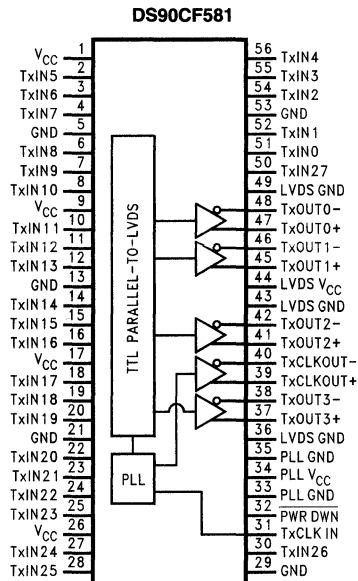 DS90CF581
VCC 1 56 TxIN4
TxIN5 2 55 TxIN3
TxIN6 3 54 TxIN2
TxIN7 4 53 GND
GND 5 52 TxIN1
TxIN8 6 51 TxIN0
TxIN9 7 50 TxIN27
TxIN10 8 49 LVDS GND
VCC 9 48 TxOUT0-
TxIN11 10 47 TxOUT0+
TxIN12 11 46 TxOUT1-
TxIN13 12 45 TxOUT1+
GND 13 44 LVDS VCC
TxIN14 14 43 LVDS GND
TxIN15 15 42 TxOUT2-
TxIN16 16 41 TxOUT2+
VCC 17 40 TxCLKOUT-
TxIN17 18 39 TxCLKOUT+
TxIN18 19 38 TxOUT3-
TxIN19 20 37 TxOUT3+
GND 21 36 LVDS GND
TxIN20 22 35 PLL GND
TxIN21 23 34 PLL VCC
TxIN22 24 33 PLL GND
TxIN23 25 32 PWR DWN
VCC 26 31 TxCLK IN
TxIN24 27 30 TxIN26
TxIN25 28 29 GND
TTL PARALLEL-TO-LVDS
PLL